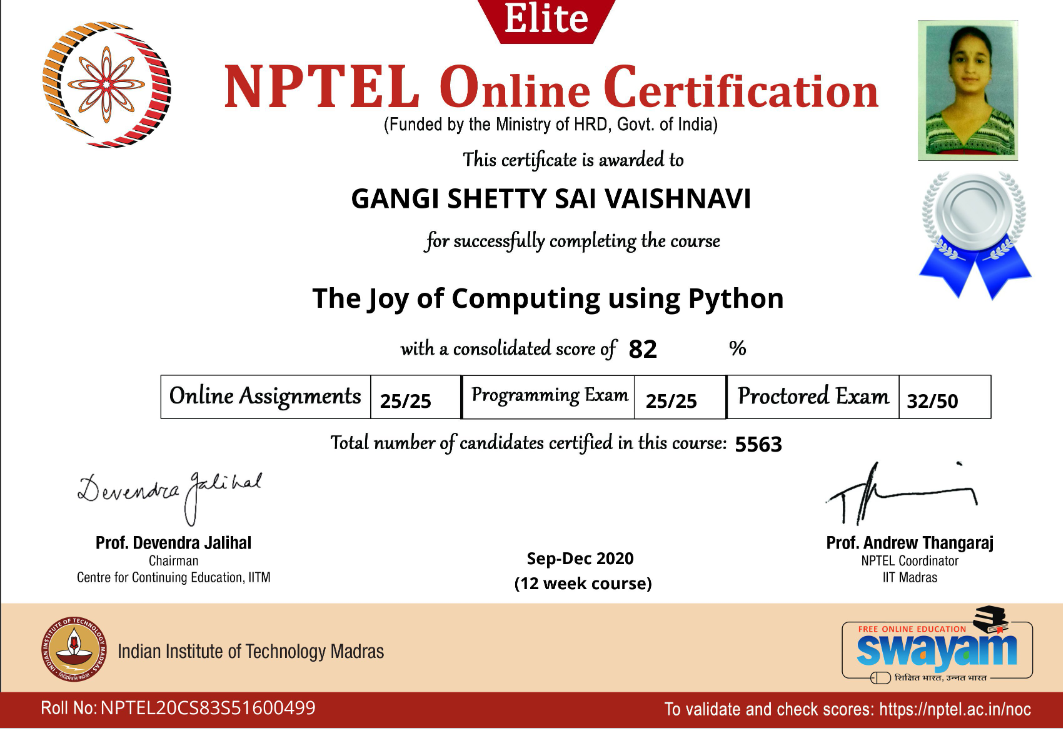 Elite
NPTEL Online Certification
(Funded by the Ministry of HRD, Govt. of India)
This certificate is awarded to
GANGI SHETTY SAI VAISHNAVI
for successfully completing the course
The Joy of Computing using Python
with a consolidated score of 82 %
Online Assignments 25/25 Programming Exam 25/25 Proctored Exam 32/50
Total number of candidates certified in this course: 5563
Devendra Jalihal
Prof. Devendra Jalihal
Chairman
Centre for Continuing Education, IITM
Sep-Dec 2020
(12 week course)
Prof. Andrew Thangaraj
NPTEL Coordinator
IIT Madras
INDIAN INSTITUTE OF TECHNOLOGY MADRAS
Indian Institute of Technology Madras
FREE ONLINE EDUCATION
swayam
शिक्षित भारत, उन्नत भारत
Roll No: NPTEL20CS83S51600499
To validate and check scores: https://nptel.ac.in/noc